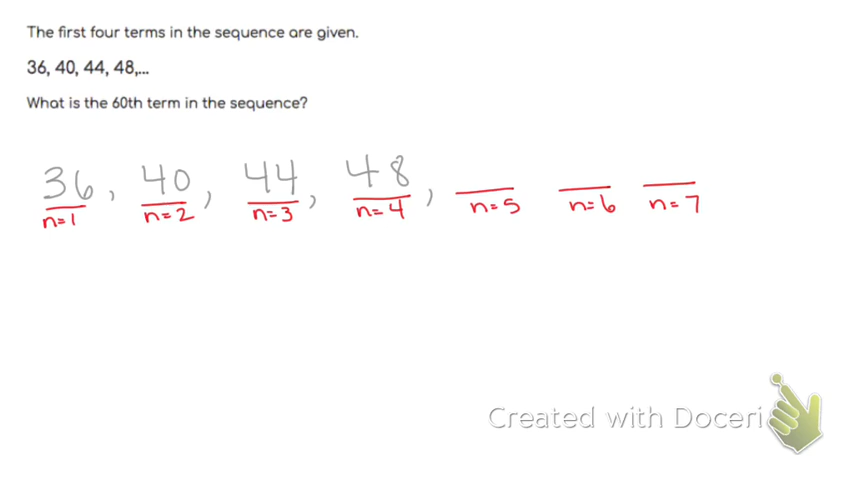 The first four terms in the sequence are given.
36, 40, 44, 48,...
What is the 60th term in the sequence?
36, 40, 44, 48,
n=1 n=2 n=3 n=4 n=5 n=6 n=7
Created with Doceri